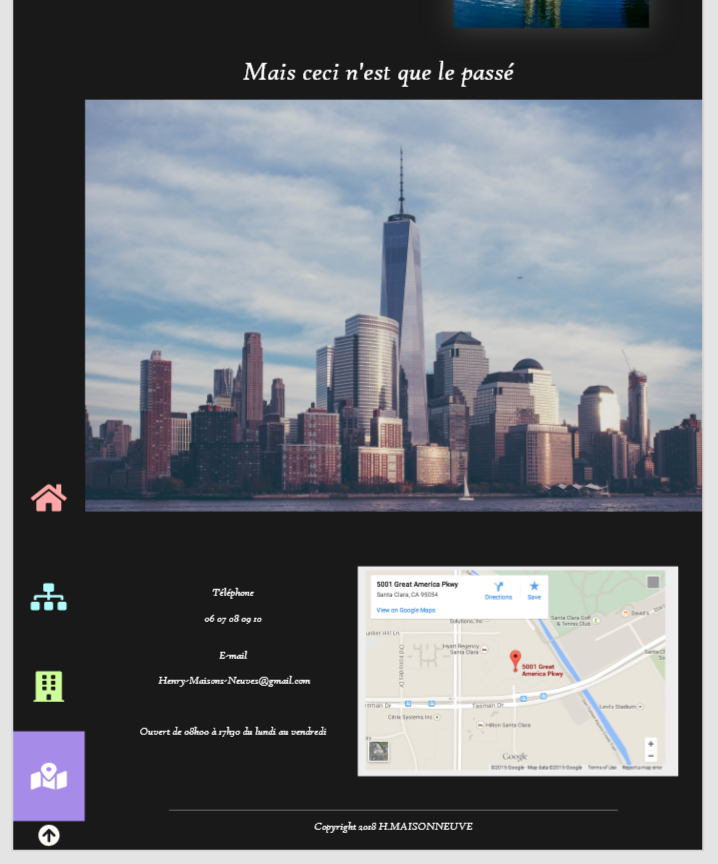 Mais ceci n'est que le passé
Téléphone
06 07 08 09 10
E-mail
Henry-Maisons-Neuves@gmail.com
Ouvert de 08h00 à 17h30 du lundi au vendredi
5001 Great America Pkwy
Santa Clara, CA 95054
View on Google Maps
Directions
Save
Solutions, Inc
Santa Clara Golf
& Tennis Club
David's
Hyatt Regency
Santa Clara
5001 Great
America Pkwy
Tasman Dr
Levi's Stadium
Citrix Systems Inc
Hilton Santa Clara
Google
©2015 Google - Map data ©2015 Google
Terms of Use
Report a map error
Copyright 2018 H.MAISONNEUVE